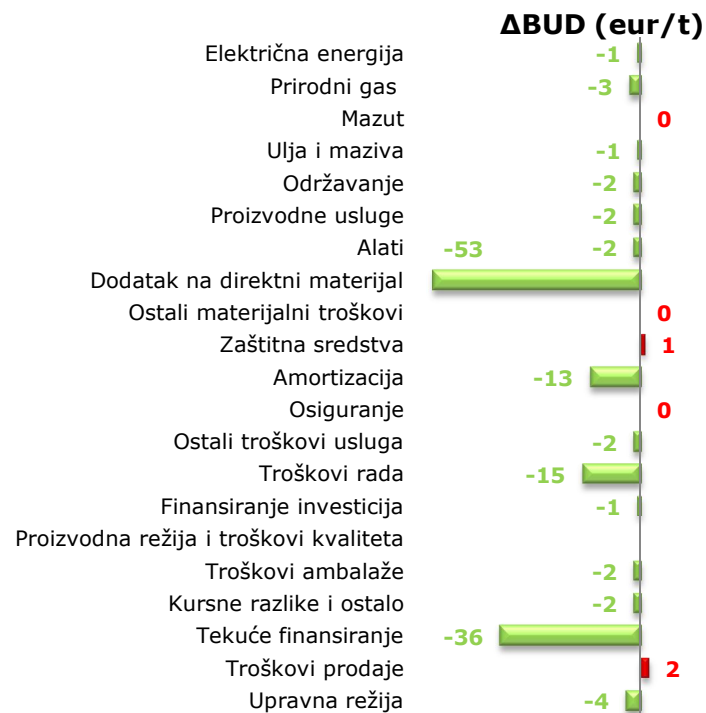 ΔBUD (eur/t)
Električna energija -1
Prirodni gas -3
Mazut 0
Ulja i maziva -1
Održavanje -2
Proizvodne usluge -2
Alati -53 -2
Dodatak na direktni materijal
Ostali materijalni troškovi 0
Zaštitna sredstva 1
Amortizacija -13
Osiguranje 0
Ostali troškovi usluga -2
Troškovi rada -15
Finansiranje investicija -1
Proizvodna režija i troškovi kvaliteta
Troškovi ambalaže -2
Kursne razlike i ostalo -2
Tekuće finansiranje -36
Troškovi prodaje 2
Upravna režija -4